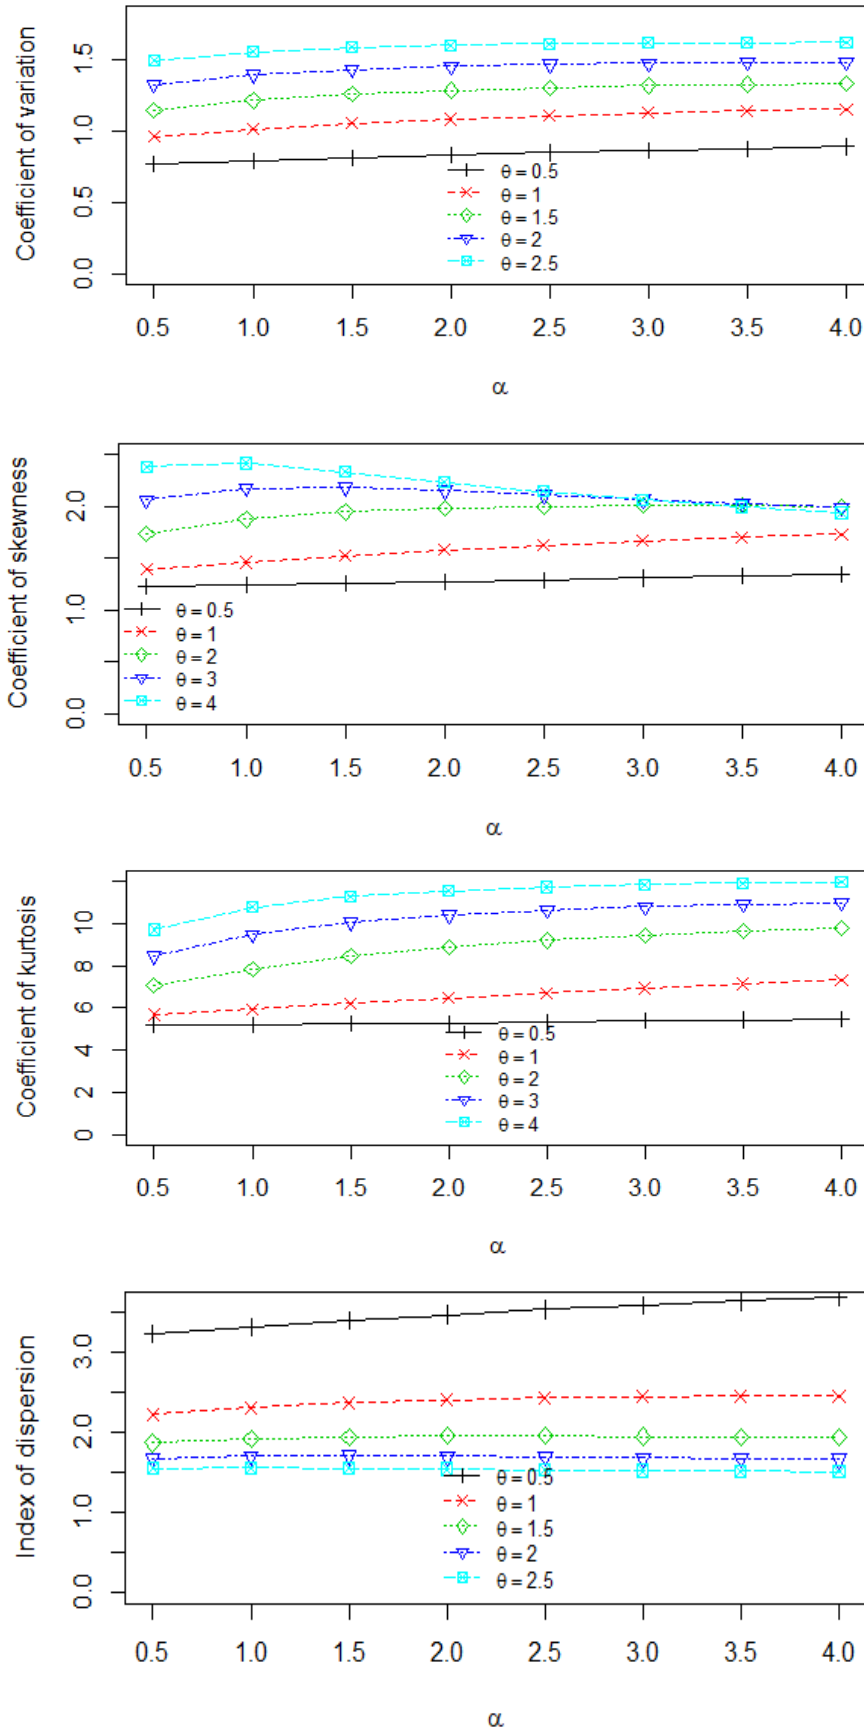 Coefficient of variation
1.5
1.0
0.5
0.0
θ = 0.5
θ = 1
θ = 1.5
θ = 2
θ = 2.5
0.5 1.0 1.5 2.0 2.5 3.0 3.5 4.0
α
Coefficient of skewness
2.0
1.0
0.0
θ = 0.5
θ = 1
θ = 2
θ = 3
θ = 4
0.5 1.0 1.5 2.0 2.5 3.0 3.5 4.0
α
Coefficient of kurtosis
10
8
6
4
2
0
θ = 0.5
θ = 1
θ = 2
θ = 3
θ = 4
0.5 1.0 1.5 2.0 2.5 3.0 3.5 4.0
α
Index of dispersion
3.0
2.0
1.0
0.0
θ = 0.5
θ = 1
θ = 1.5
θ = 2
θ = 2.5
0.5 1.0 1.5 2.0 2.5 3.0 3.5 4.0
α